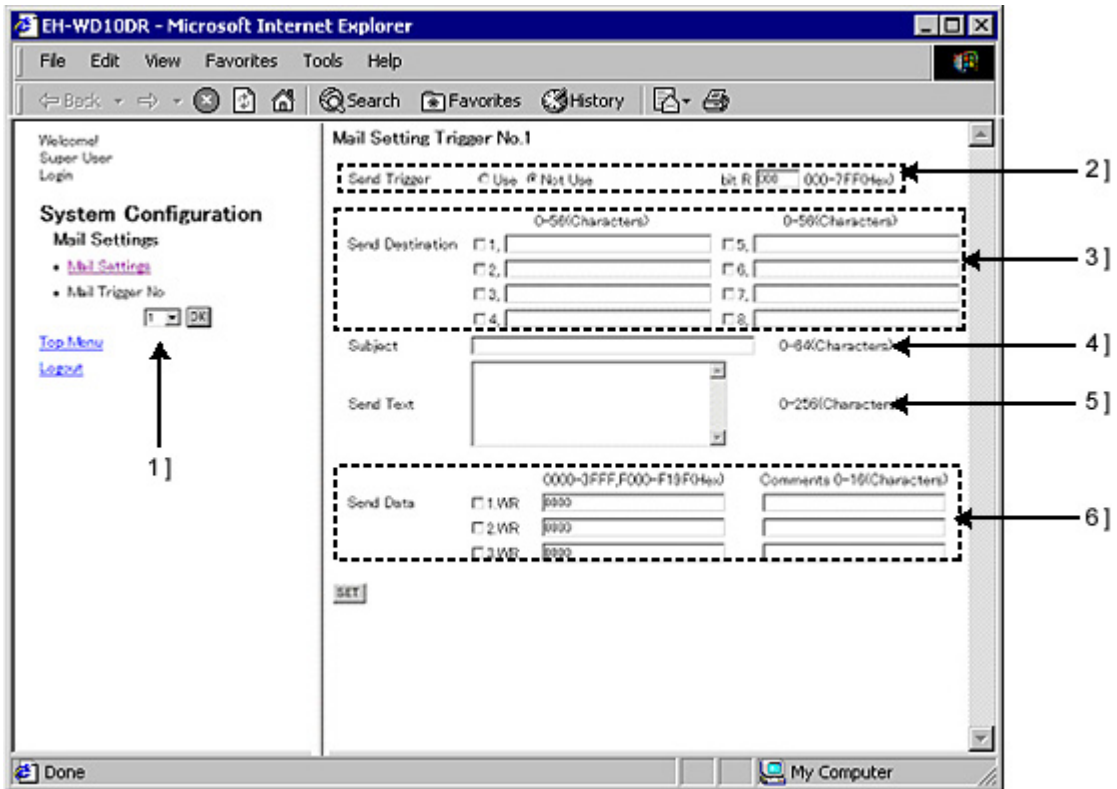 EH-WD10DR - Microsoft Internet Explorer
File Edit View Favorites Tools Help
Back Search Favorites History
Welcome!
Super User
Login
System Configuration
Mail Settings
• Mail Settings
• Mail Trigger No
1 OK
Top Menu
Logout
1]
Mail Setting Trigger No.1
Send Trigger Use Not Use bit R 000 000-7FF(Hex)
2]
0-56(Characters) 0-56(Characters)
Send Destination 1, 5,
2, 6,
3, 7,
4, 8,
3]
Subject 0-64(Characters)
4]
Send Text 0-256(Characters)
5]
0000-3FFF,F000-F19F(Hex) Comments 0-16(Characters)
Send Data 1.WR 0000
2.WR 0000
3.WR 0000
6]
SET
Done My Computer